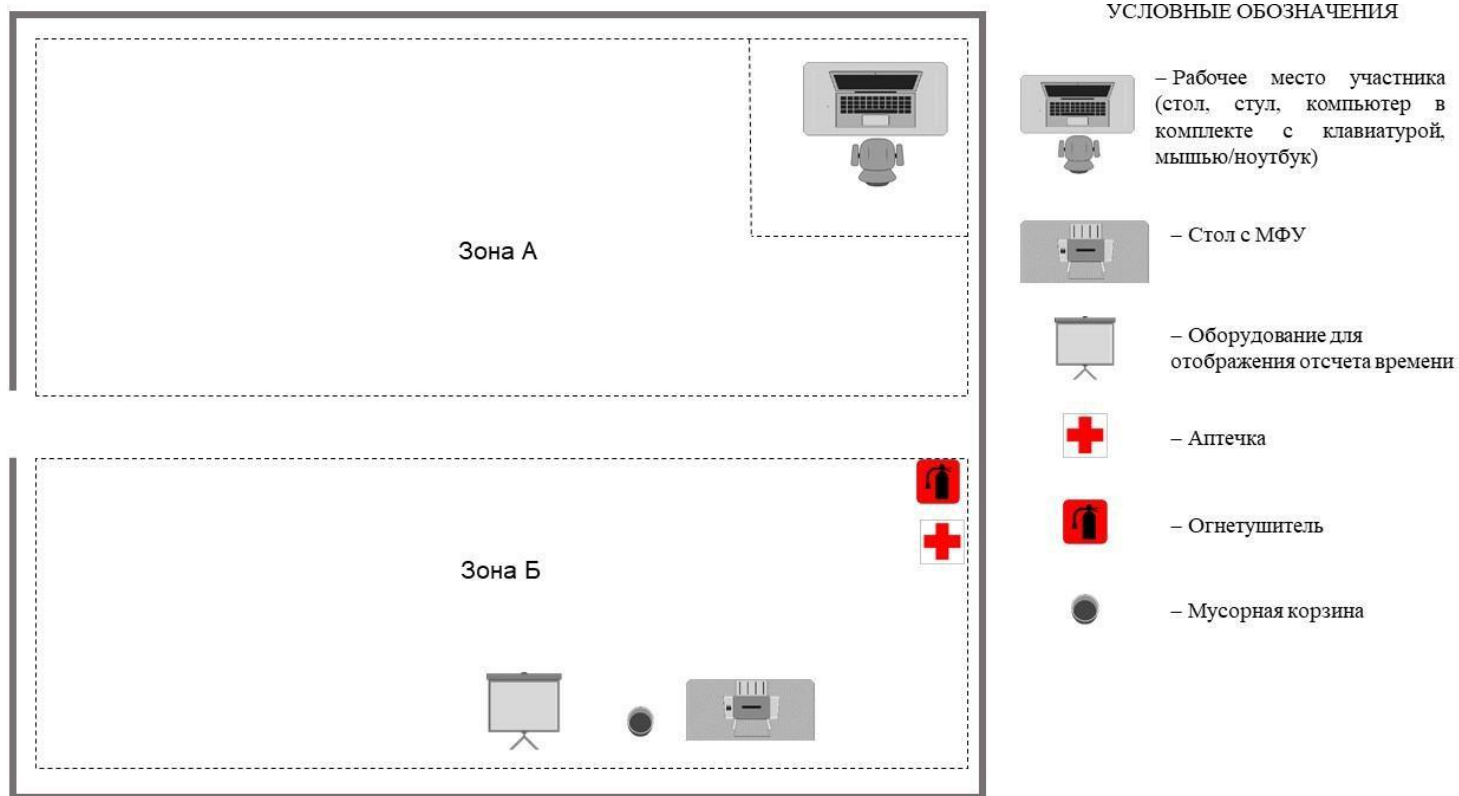 УСЛОВНЫЕ ОБОЗНАЧЕНИЯ
– Рабочее место участника
(стол, стул, компьютер в
комплекте с клавиатурой,
мышью/ноутбук)
Зона А
– Стол с МФУ
– Оборудование для
отображения отсчета времени
– Аптечка
– Огнетушитель
Зона Б
– Мусорная корзина